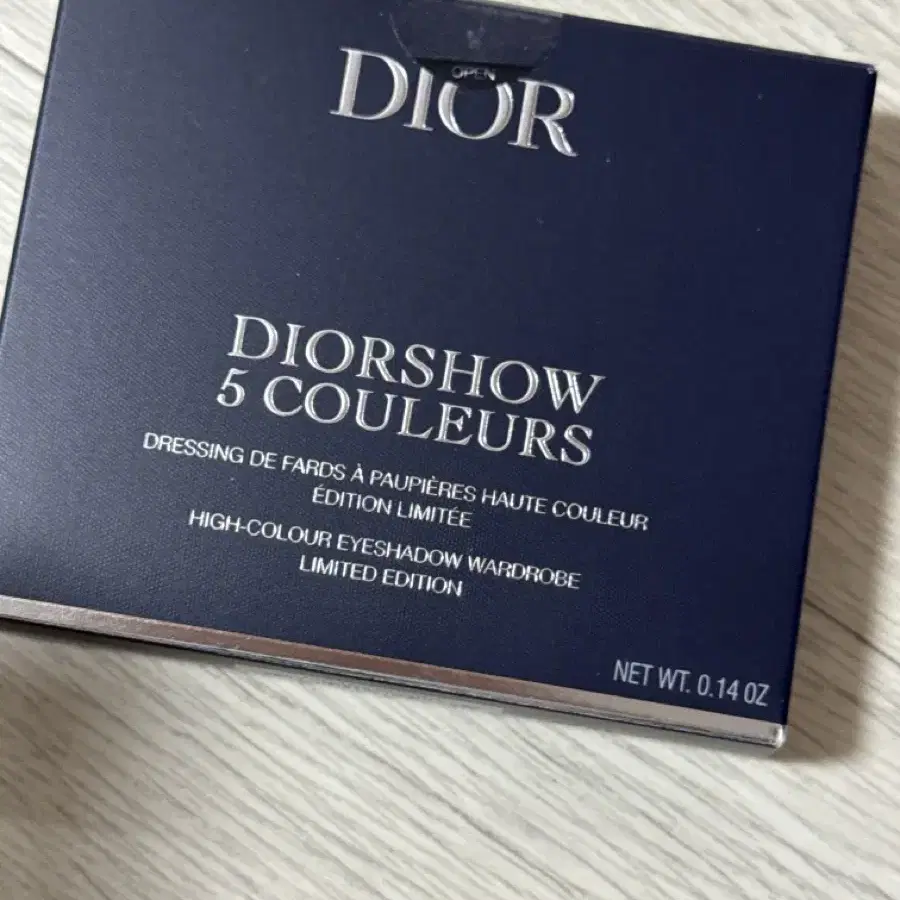 OPEN
DIOR
DIORSHOW
5 COULEURS
DRESSING DE FARDS À PAUPIÈRES HAUTE COULEUR
ÉDITION LIMITÉE
HIGH-COLOUR EYESHADOW WARDROBE
LIMITED EDITION
NET WT. 0.14 OZ